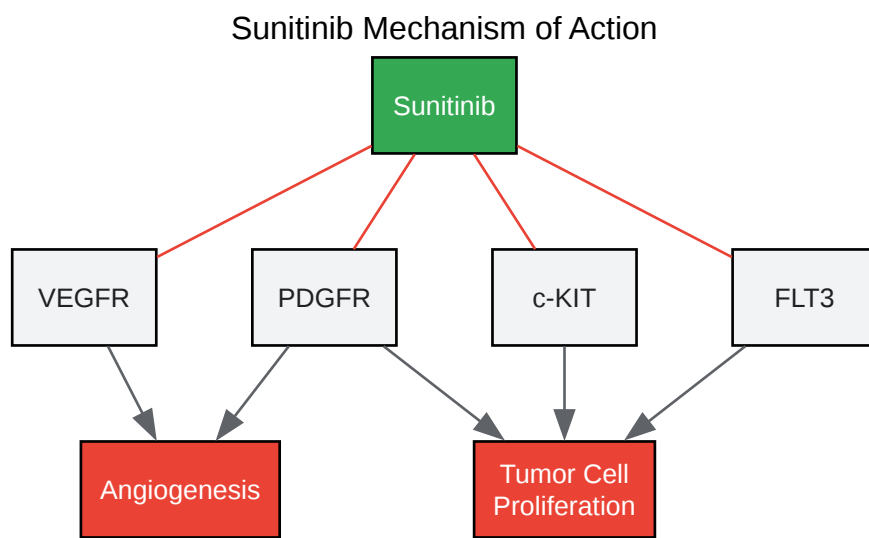 Sunitinib Mechanism of Action
Sunitinib
VEGFR
PDGFR
c-KIT
FLT3
Angiogenesis
Tumor Cell
Proliferation